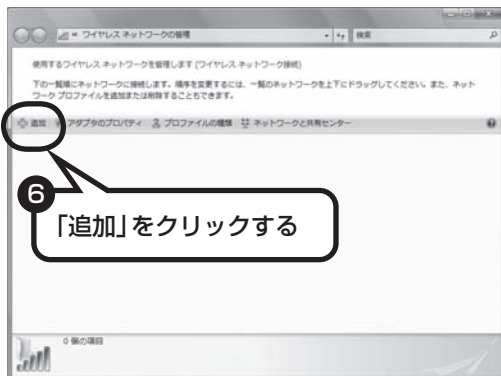 ワイヤレス ネットワークの管理
検索
使用するワイヤレス ネットワークを管理します (ワイヤレス ネットワーク接続)
下の一覧順にネットワークに接続します。順序を変更するには、一覧のネットワークを上下にドラッグしてください。また、ネット
ワーク プロファイルを追加または削除することもできます。
追加 アダプタのプロパティ プロファイルの種類 ネットワークと共有センター
6
「追加」をクリックする
0 個の項目